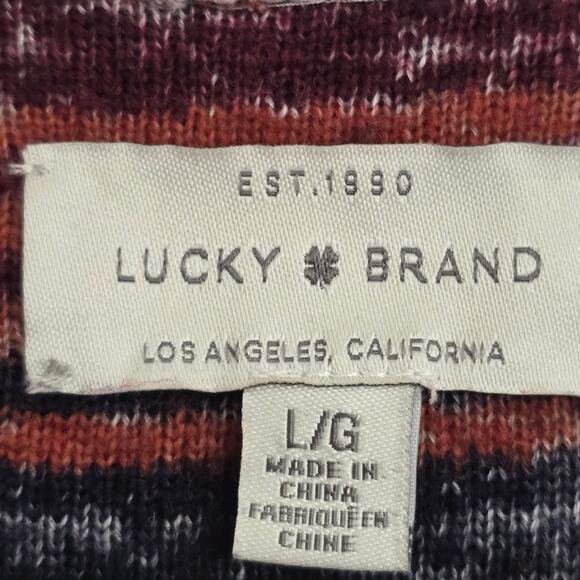 EST.1990
LUCKY BRAND
LOS ANGELES, CALIFORNIA
L/G
MADE IN
CHINA
FABRIQUÉ EN
CHINE